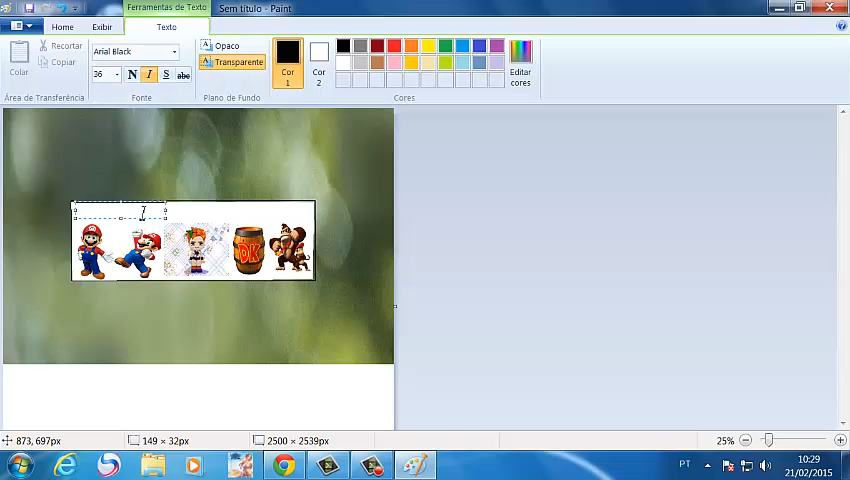 Ferramentas de Texto
Sem título - Paint
Home
Exibir
Texto
Colar
Recortar
Copiar
Área de Transferência
Arial Black
36
N I S abc
Fonte
Opaco
Transparente
Plano de Fundo
Cor
1
Cor
2
Editar
cores
Cores
DK
873, 697px
149 × 32px
2500 × 2539px
25%
PT
10:29
21/02/2015